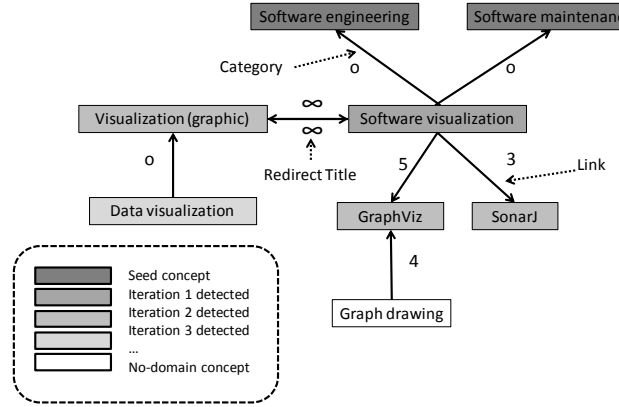 Software engineering
Software maintenance
Category
o
o
Visualization (graphic)
∞
∞
Software visualization
Redirect Title
o
5
3
Link
Data visualization
GraphViz
SonarJ
4
Graph drawing
Seed concept
Iteration 1 detected
Iteration 2 detected
Iteration 3 detected
...
No-domain concept